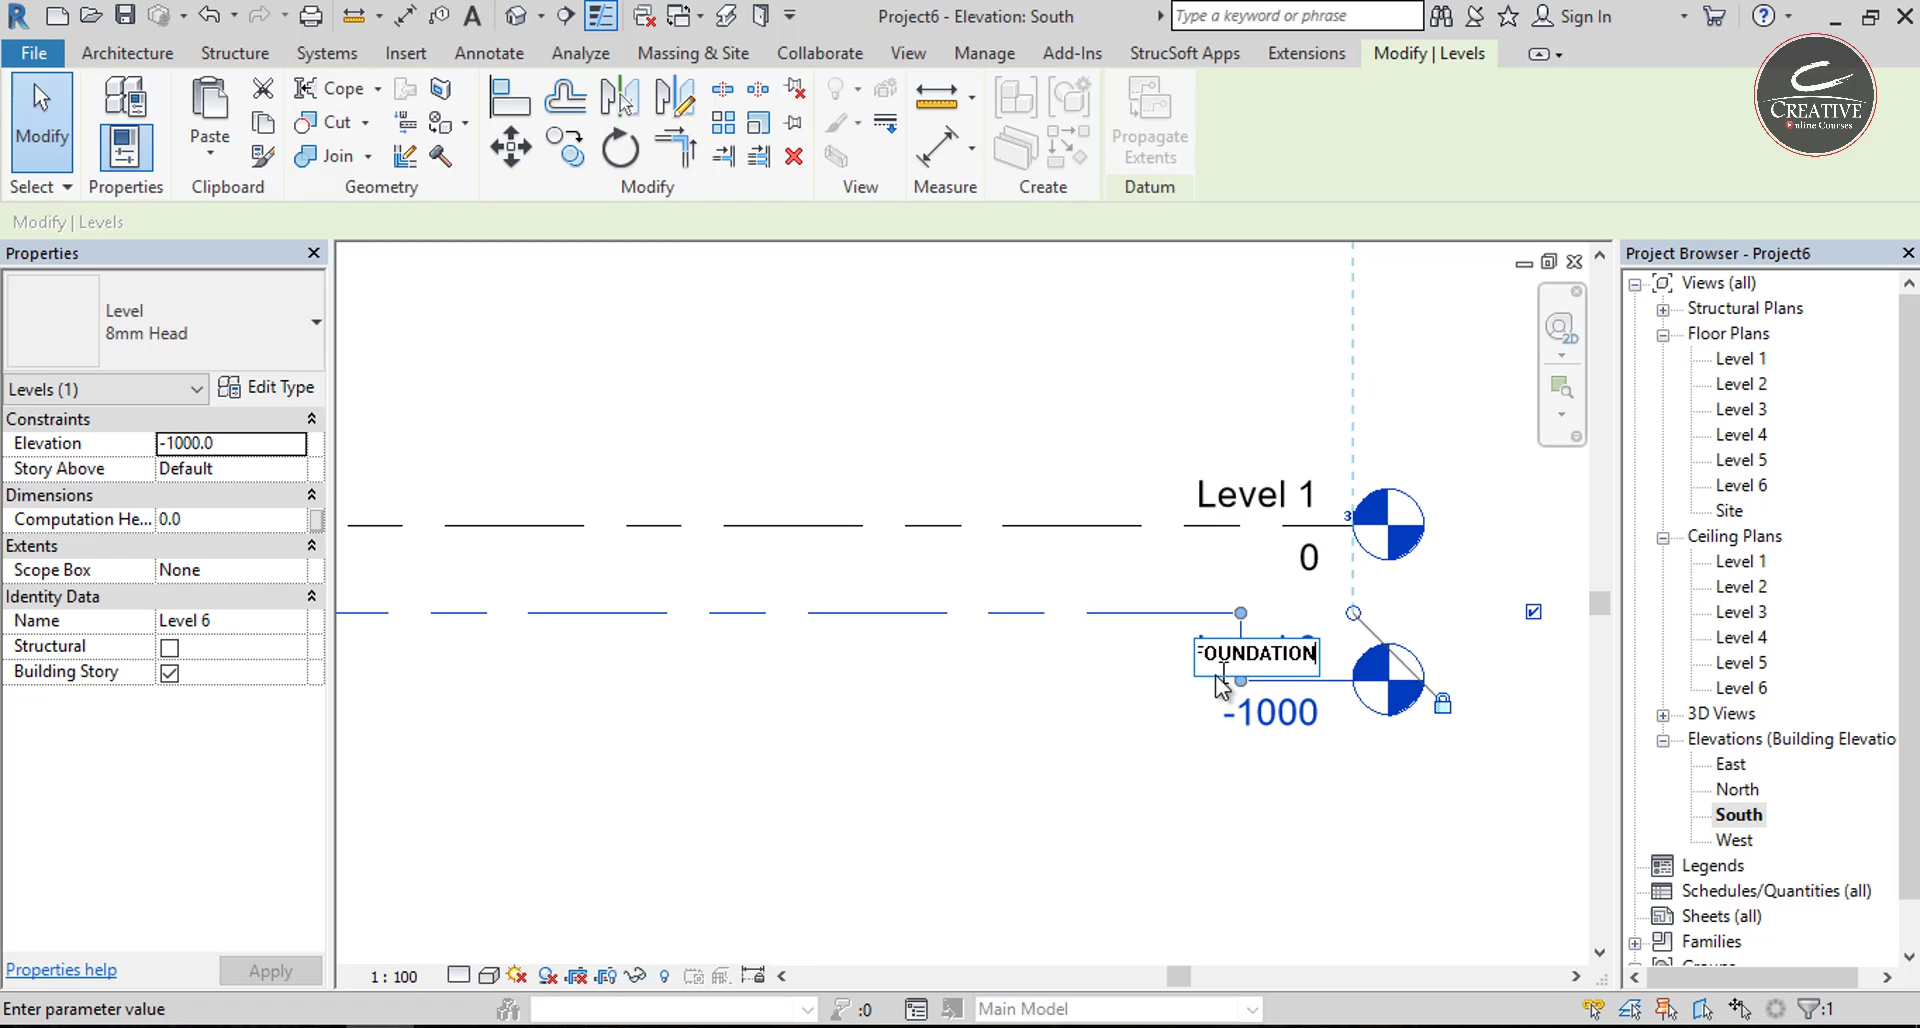 Project6 - Elevation: South
Type a keyword or phrase
Sign In
File
Architecture
Structure
Systems
Insert
Annotate
Analyze
Massing & Site
Collaborate
View
Manage
Add-Ins
StrucSoft Apps
Extensions
Modify | Levels
CREATIVE
Online Courses
Modify
Paste
Cope
Cut
Join
Propagate
Extents
Select
Properties
Clipboard
Geometry
Modify
View
Measure
Create
Datum
Modify | Levels
Properties
Level
8mm Head
Levels (1)
Edit Type
Constraints
Elevation
-1000.0
Story Above
Default
Dimensions
Computation He...
0.0
Extents
Scope Box
None
Identity Data
Name
Level 6
Structural
Building Story
Properties help
Apply
2D
Level 1
0
FOUNDATION
-1000
1 : 100
Project Browser - Project6
Views (all)
Structural Plans
Floor Plans
Level 1
Level 2
Level 3
Level 4
Level 5
Level 6
Site
Ceiling Plans
Level 1
Level 2
Level 3
Level 4
Level 5
Level 6
3D Views
Elevations (Building Elevatio
East
North
South
West
Legends
Schedules/Quantities (all)
Sheets (all)
Families
Enter parameter value
:0
Main Model
:1